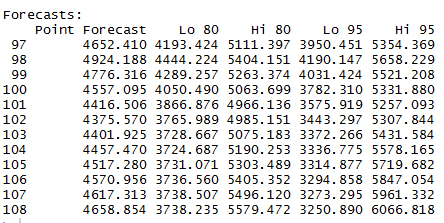 Forecasts:
    Point Forecast    Lo 80    Hi 80    Lo 95    Hi 95
 97       4652.410 4193.424 5111.397 3950.451 5354.369
 98       4924.188 4444.224 5404.151 4190.147 5658.229
 99       4776.316 4289.257 5263.374 4031.424 5521.208
100       4557.095 4050.490 5063.699 3782.310 5331.880
101       4416.506 3866.876 4966.136 3575.919 5257.093
102       4375.570 3765.989 4985.151 3443.297 5307.844
103       4401.925 3728.667 5075.183 3372.266 5431.584
104       4457.470 3724.687 5190.253 3336.775 5578.165
105       4517.280 3731.071 5303.489 3314.877 5719.682
106       4570.956 3736.560 5405.352 3294.858 5847.054
107       4617.313 3738.507 5496.120 3273.295 5961.332
108       4658.854 3738.235 5579.472 3250.890 6066.818